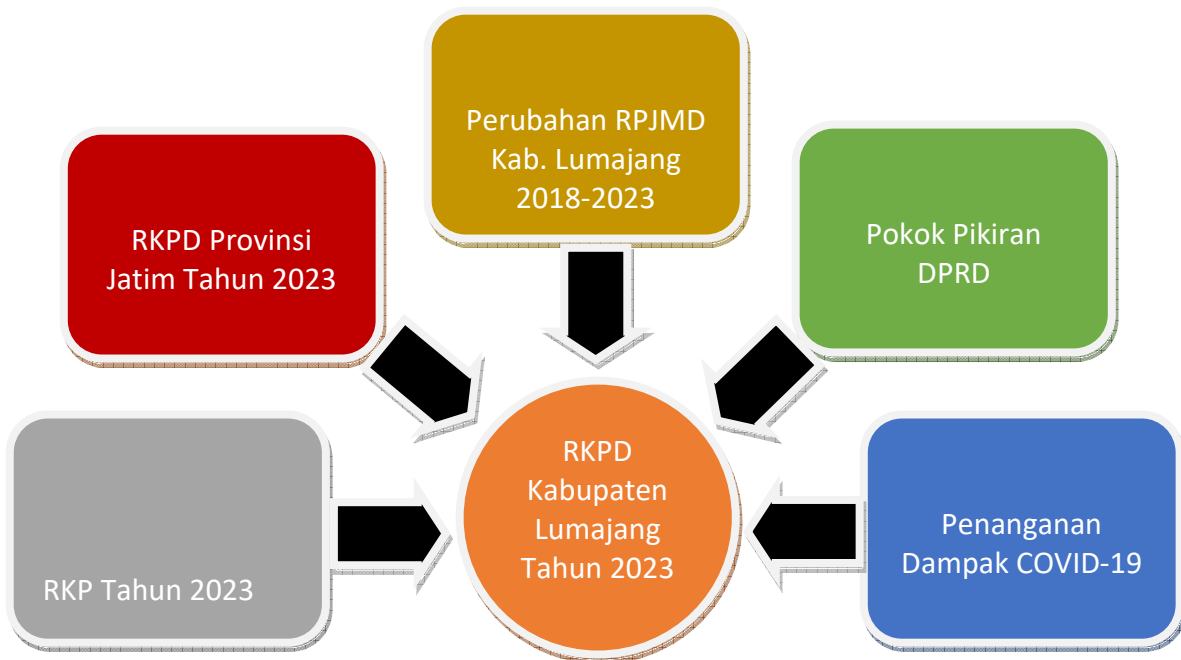 Perubahan RPJMD
Kab. Lumajang
2018-2023
RKPD Provinsi
Jatim Tahun 2023
Pokok Pikiran
DPRD
RKP Tahun 2023
RKPD
Kabupaten
Lumajang
Tahun 2023
Penanganan
Dampak COVID-19